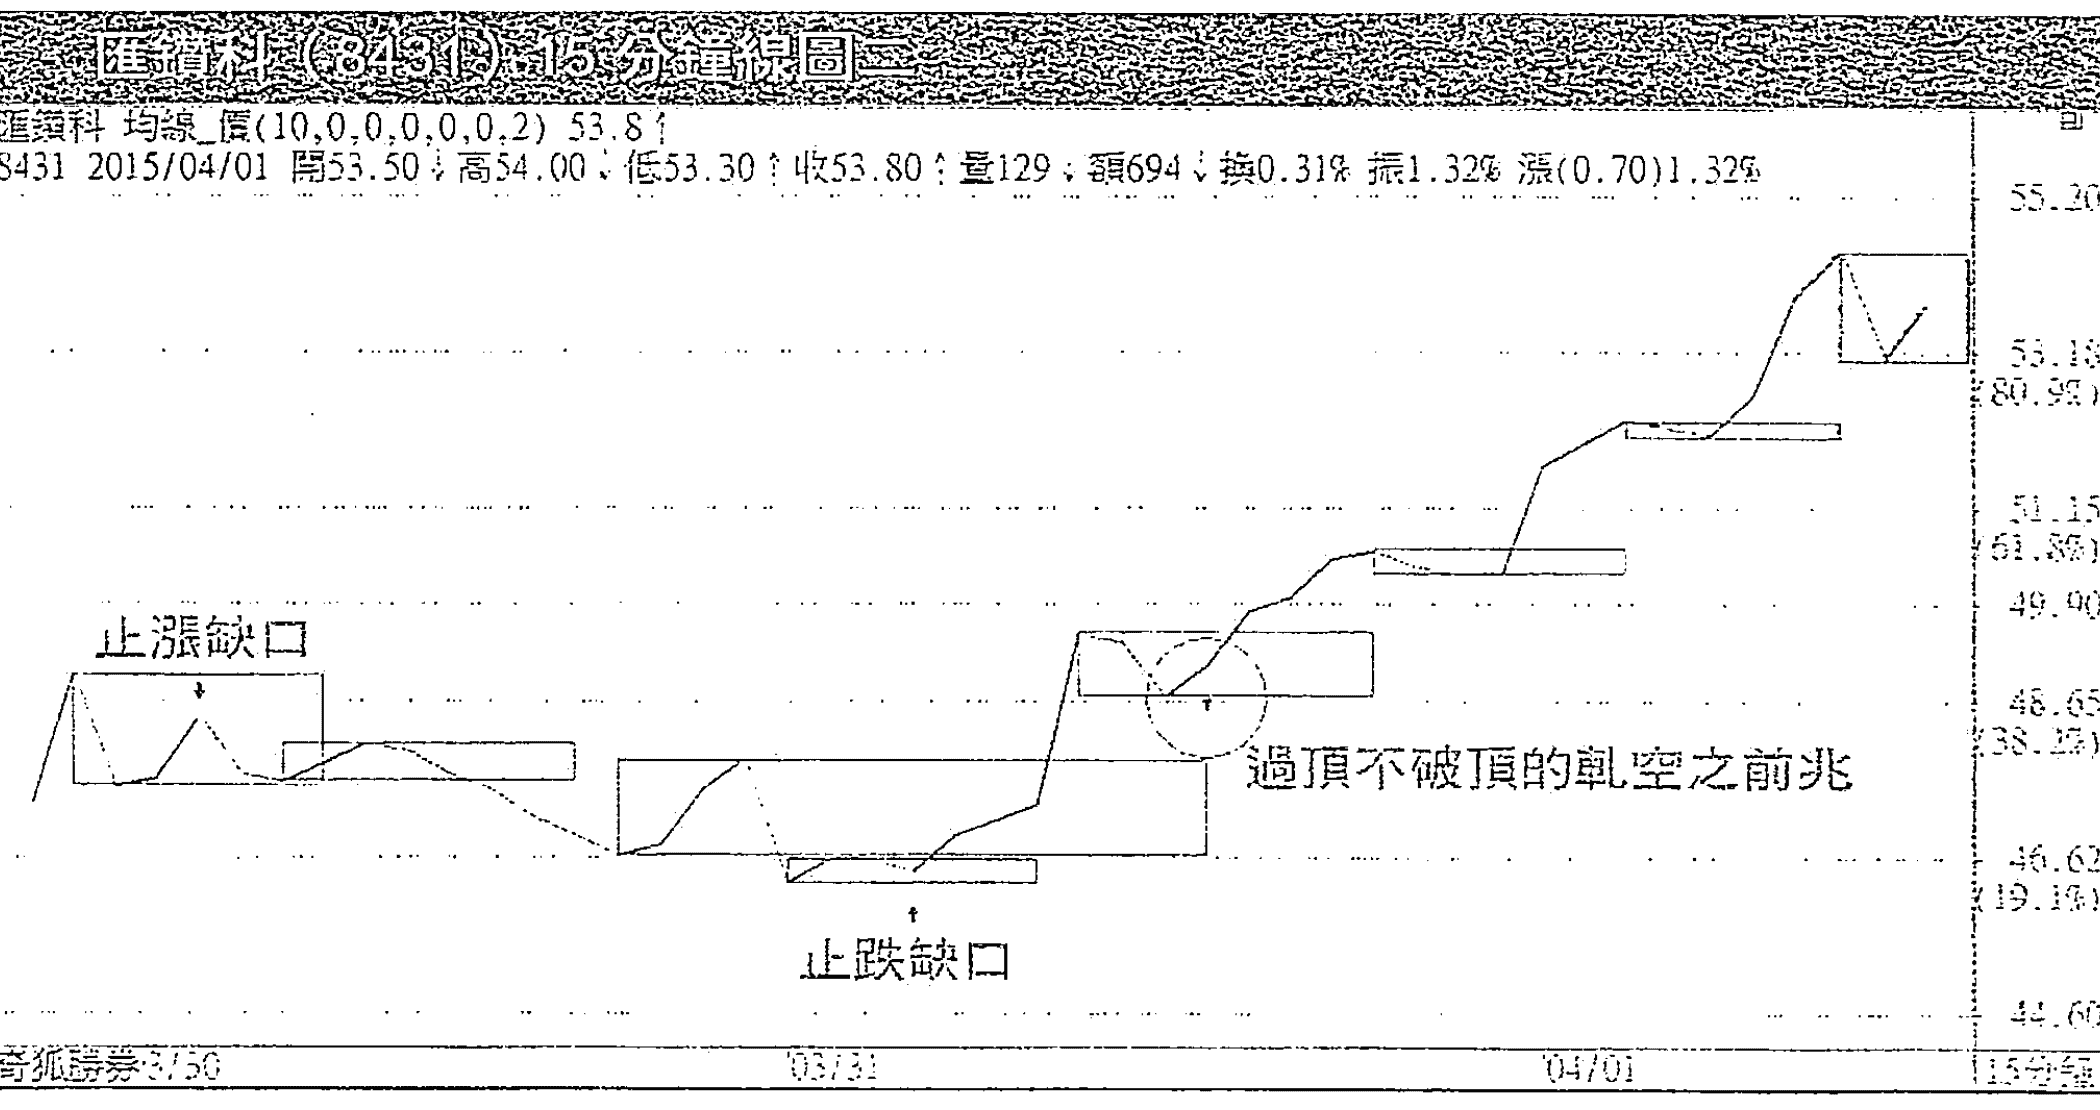 匯鑽科(8431)15分鐘線圖二
匯鑽科 均線_價(10,0,0,0,0,0,2) 53.8↑
8431 2015/04/01 開53.50↓高54.00↓低53.30↑收53.80↑量129↓額694↓換0.31% 振1.32% 漲(0.70)1.32%
55.20
53.18
(80.9%)
51.15
(61.8%)
49.90
止漲缺口
48.65
(38.2%)
過頂不破頂的軋空之前兆
46.62
(19.1%)
止跌缺口
44.60
奇狐勝券3/30 03/31 04/01 15分鐘